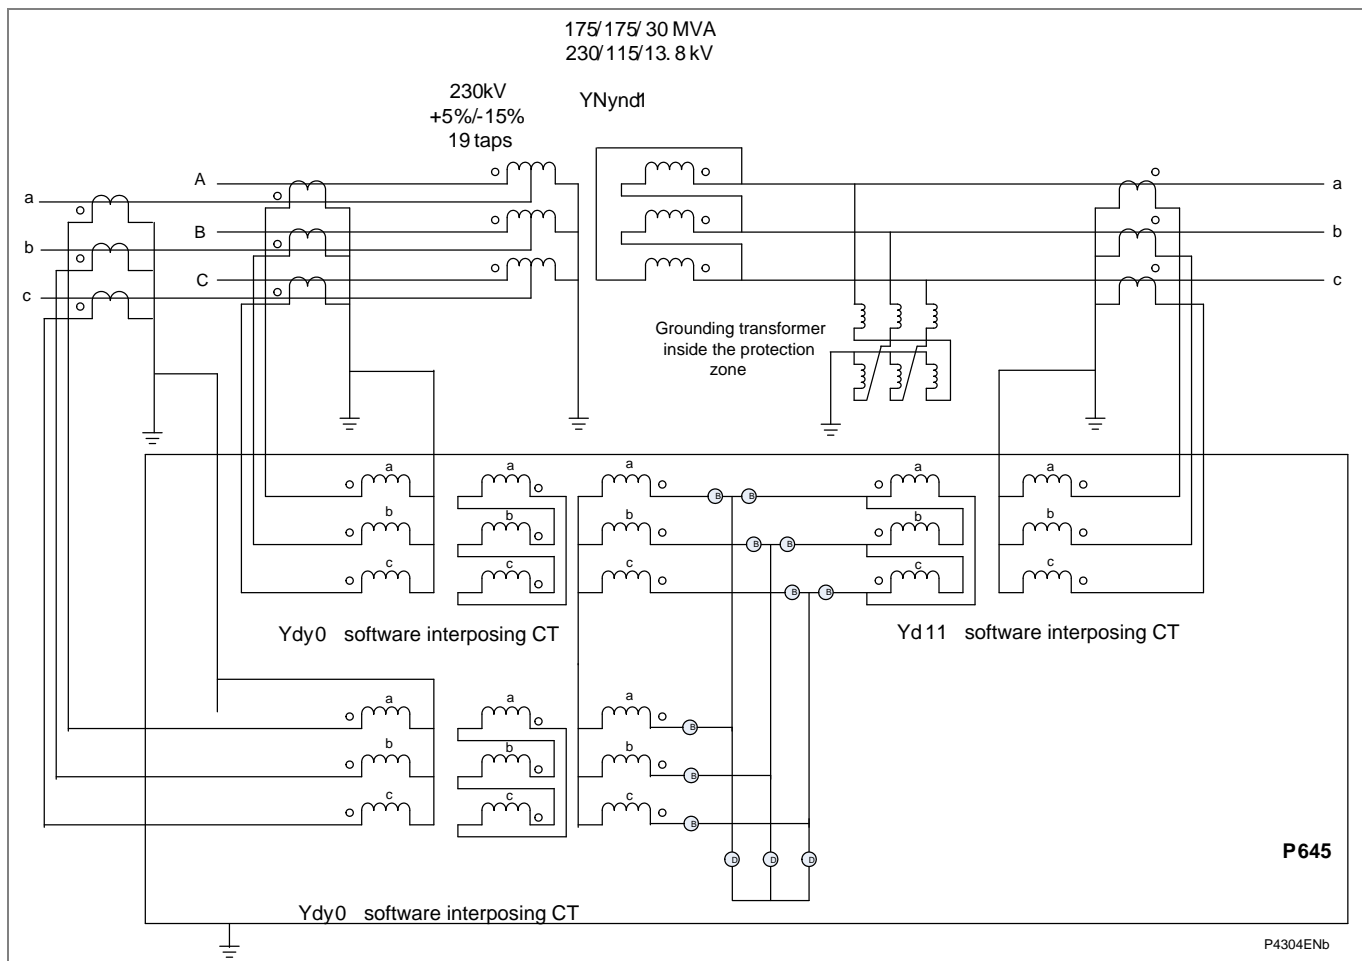 175/175/30 MVA
230/115/13.8 kV
230kV
+5%/-15%
19 taps
YNynd1
A
a
B
b
C
c
a
b
c
Grounding transformer
inside the protection
zone
a
a
a
a
a
B
B
b
b
b
b
b
B
B
c
c
c
c
c
B
B
Ydy0 software interposing CT
Yd11 software interposing CT
a
a
a
B
b
b
b
B
c
c
c
B
D
D
D
P645
Ydy0 software interposing CT
P4304ENb